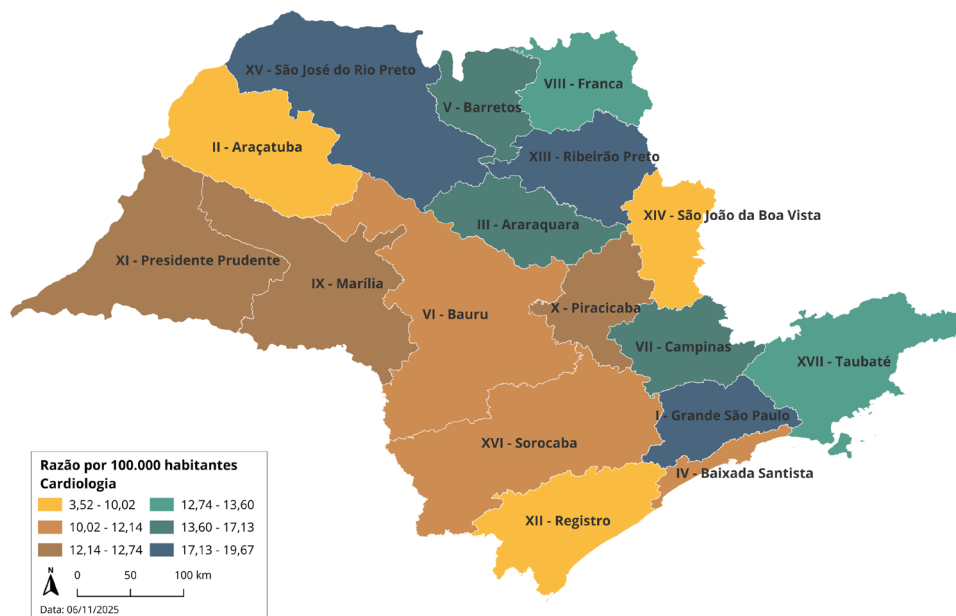 XV - São José do Rio Preto
VIII - Franca
V - Barretos
II - Araçatuba
XIII - Ribeirão Preto
XIV - São João da Boa Vista
III - Araraquara
XI - Presidente Prudente
IX - Marília
X - Piracicaba
VI - Bauru
VII - Campinas
XVII - Taubaté
I - Grande São Paulo
XVI - Sorocaba
IV - Baixada Santista
XII - Registro
Razão por 100.000 habitantes
Cardiologia
3,52 - 10,02 12,74 - 13,60
10,02 - 12,14 13,60 - 17,13
12,14 - 12,74 17,13 - 19,67
N
0 50 100 km
Data: 06/11/2025